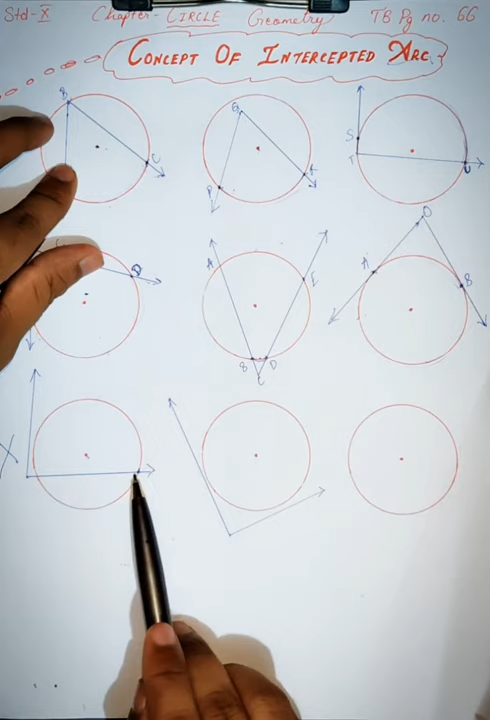 Std-X Chapter- CIRCLE Geometry TB Pg no. 66
CONCEPT OF INTERCEPTED ARC.
B
C
Q
P
R
S
T
U
D
A
E
B D
C
D
A
B
X